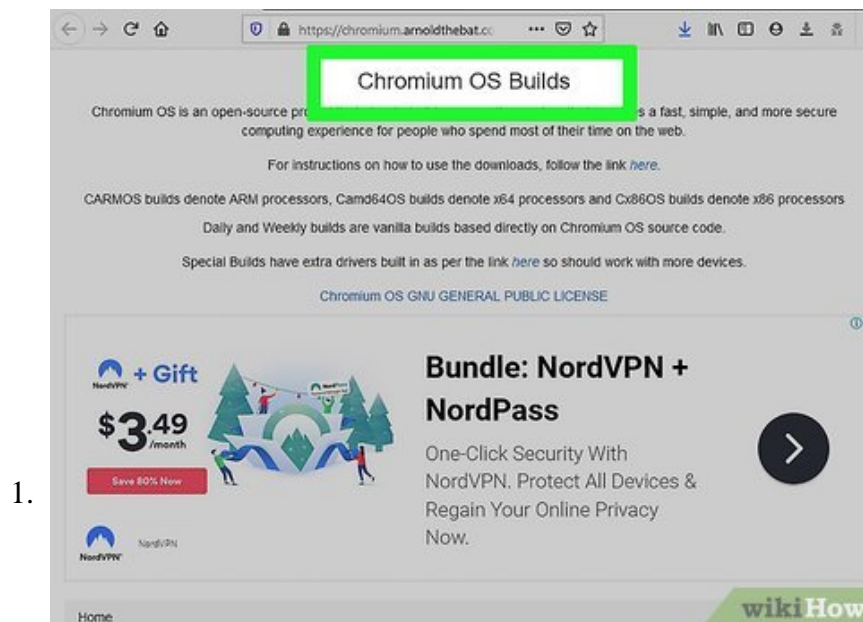 https://chromium.arnoldthebat.cc
Chromium OS Builds
Chromium OS is an open-source pr s a fast, simple, and more secure
computing experience for people who spend most of their time on the web.
For instructions on how to use the downloads, follow the link here.
CARMOS builds denote ARM processors, Camd64OS builds denote x64 processors and Cx86OS builds denote x86 processors
Daily and Weekly builds are vanilla builds based directly on Chromium OS source code.
Special Builds have extra drivers built in as per the link here so should work with more devices.
Chromium OS GNU GENERAL PUBLIC LICENSE
NordVPN + Gift
$3.49
/month
Save 80% Now
NordPass
Bundle: NordVPN +
NordPass
One-Click Security With
NordVPN. Protect All Devices &
Regain Your Online Privacy
Now.
1.
NordVPN
NordVPN
Home
wikiHow